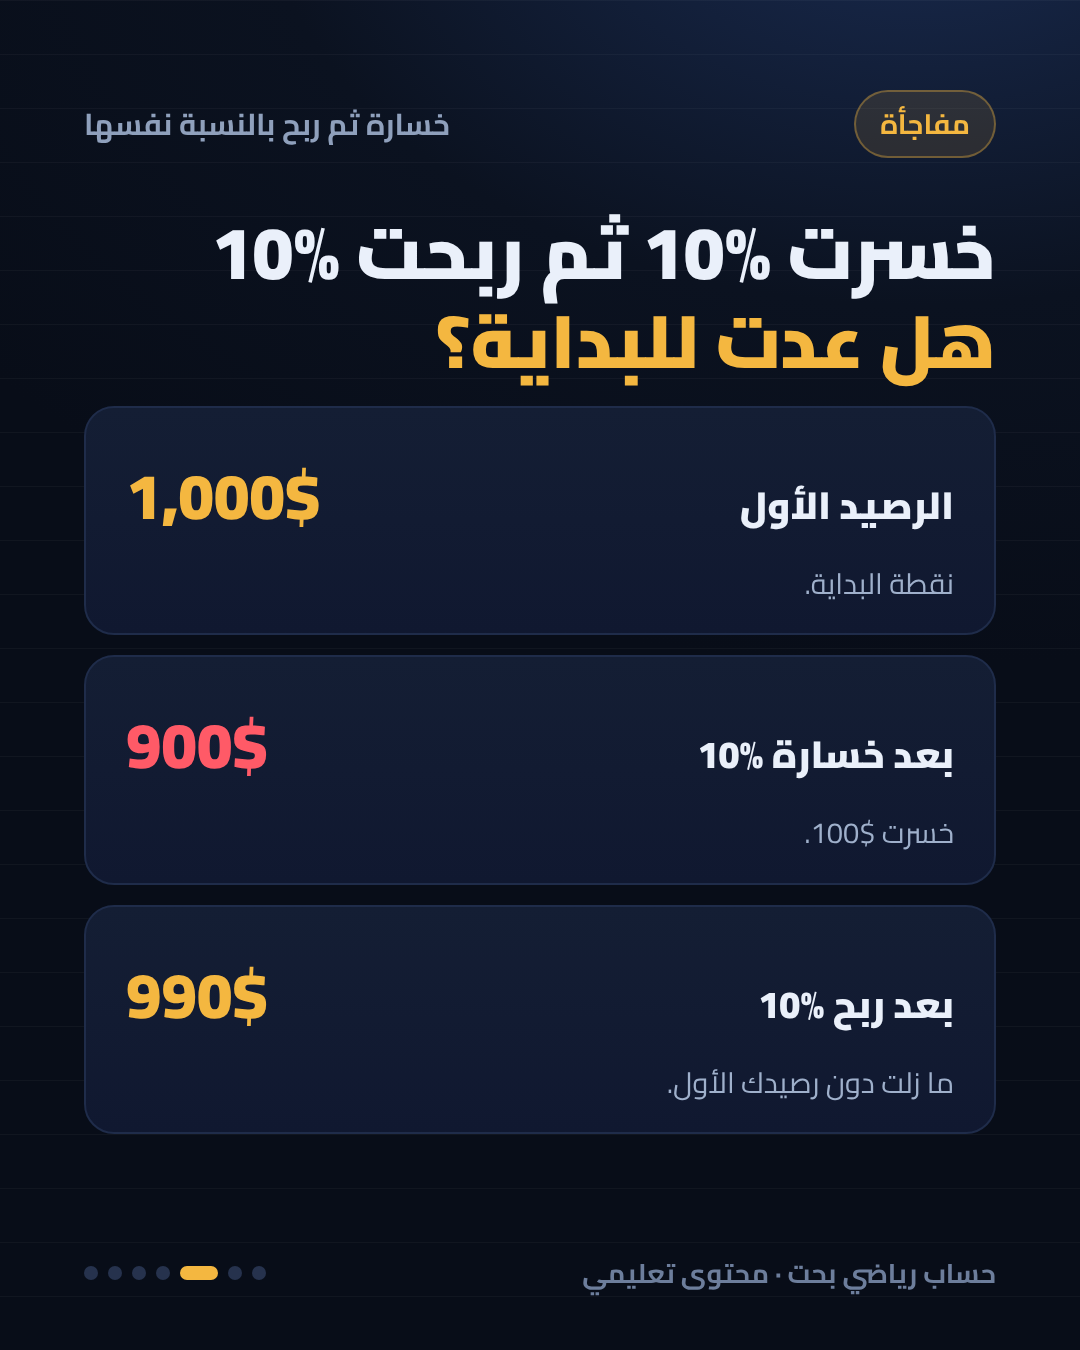 مفاجأة
خسارة ثم ربح بالنسبة نفسها
خسرت 10% ثم ربحت 10%
هل عدت للبداية؟
الرصيد الأول
1,000$
نقطة البداية.
بعد خسارة 10%
900$
خسرت 100$.
بعد ربح 10%
990$
ما زلت دون رصيدك الأول.
حساب رياضي بحت · محتوى تعليمي